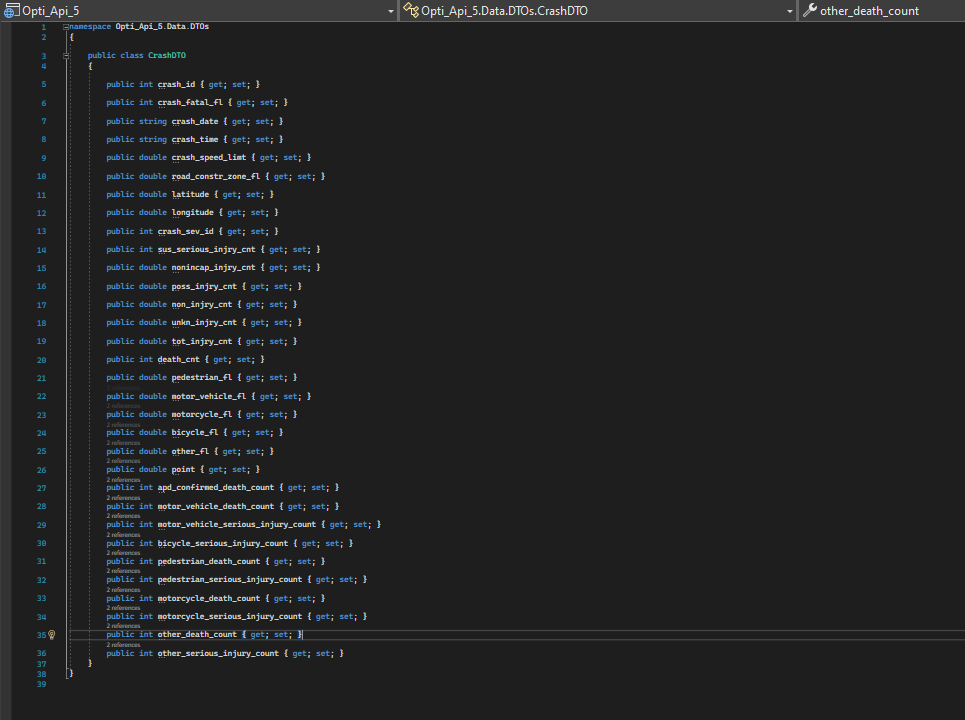 Opti_Api_5 Opti_Api_5.Data.DTOs.CrashDTO other_death_count
1 namespace Opti_Api_5.Data.DTOs
2 {
3 public class CrashDTO
4 {
5 public int crash_id { get; set; }
6 public int crash_fatal_fl { get; set; }
7 public string crash_date { get; set; }
8 public string crash_time { get; set; }
9 public double crash_speed_limt { get; set; }
10 public double road_constr_zone_fl { get; set; }
11 public double latitude { get; set; }
12 public double longitude { get; set; }
13 public int crash_sev_id { get; set; }
14 public int sus_serious_injry_cnt { get; set; }
15 public double nonincap_injry_cnt { get; set; }
16 public double poss_injry_cnt { get; set; }
17 public double non_injry_cnt { get; set; }
18 public double unkn_injry_cnt { get; set; }
19 public double tot_injry_cnt { get; set; }
20 public int death_cnt { get; set; }
21 public double pedestrian_fl { get; set; }
22 public double motor_vehicle_fl { get; set; }
2 references
23 public double motorcycle_fl { get; set; }
2 references
24 public double bicycle_fl { get; set; }
2 references
25 public double other_fl { get; set; }
2 references
26 public double point { get; set; }
2 references
27 public int apd_confirmed_death_count { get; set; }
2 references
28 public int motor_vehicle_death_count { get; set; }
2 references
29 public int motor_vehicle_serious_injury_count { get; set; }
2 references
30 public int bicycle_serious_injury_count { get; set; }
2 references
31 public int pedestrian_death_count { get; set; }
2 references
32 public int pedestrian_serious_injury_count { get; set; }
2 references
33 public int motorcycle_death_count { get; set; }
2 references
34 public int motorcycle_serious_injury_count { get; set; }
2 references
35 public int other_death_count { get; set; }
2 references
36 public int other_serious_injury_count { get; set; }
37 }
38 }
39